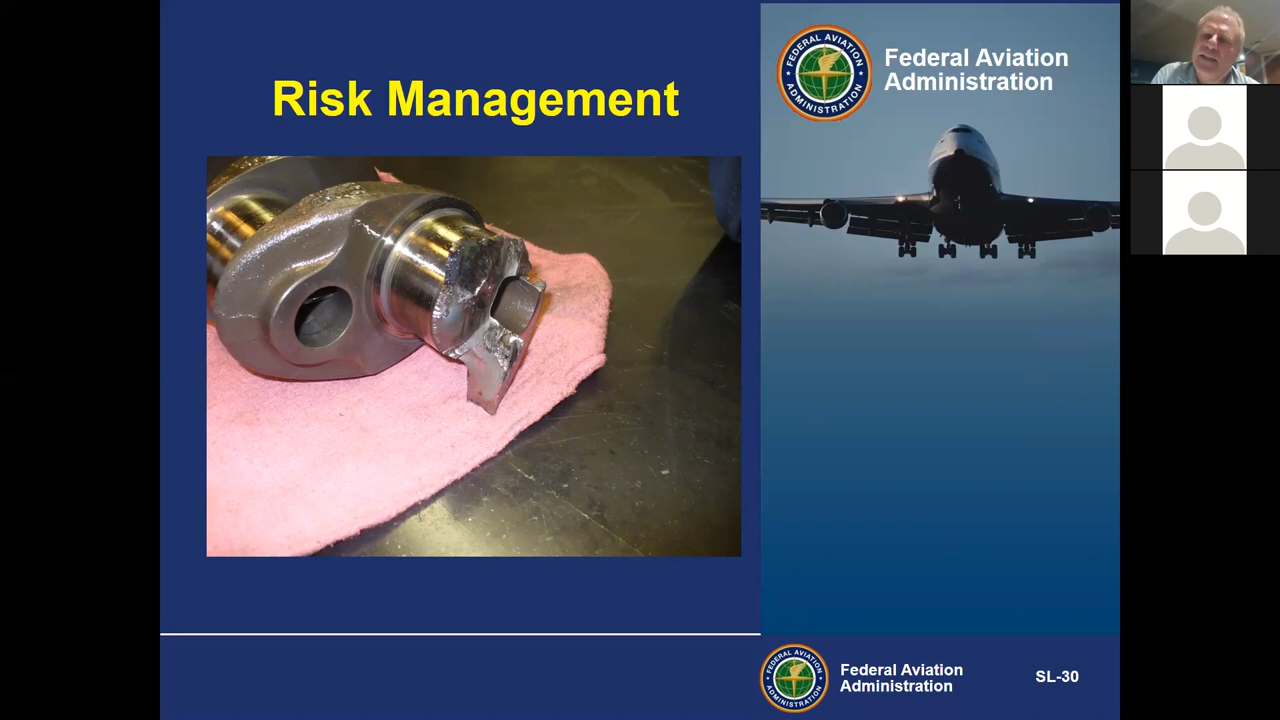 Risk Management
FEDERAL AVIATION
ADMINISTRATION
Federal Aviation
Administration
FEDERAL AVIATION
ADMINISTRATION
Federal Aviation
Administration
SL-30